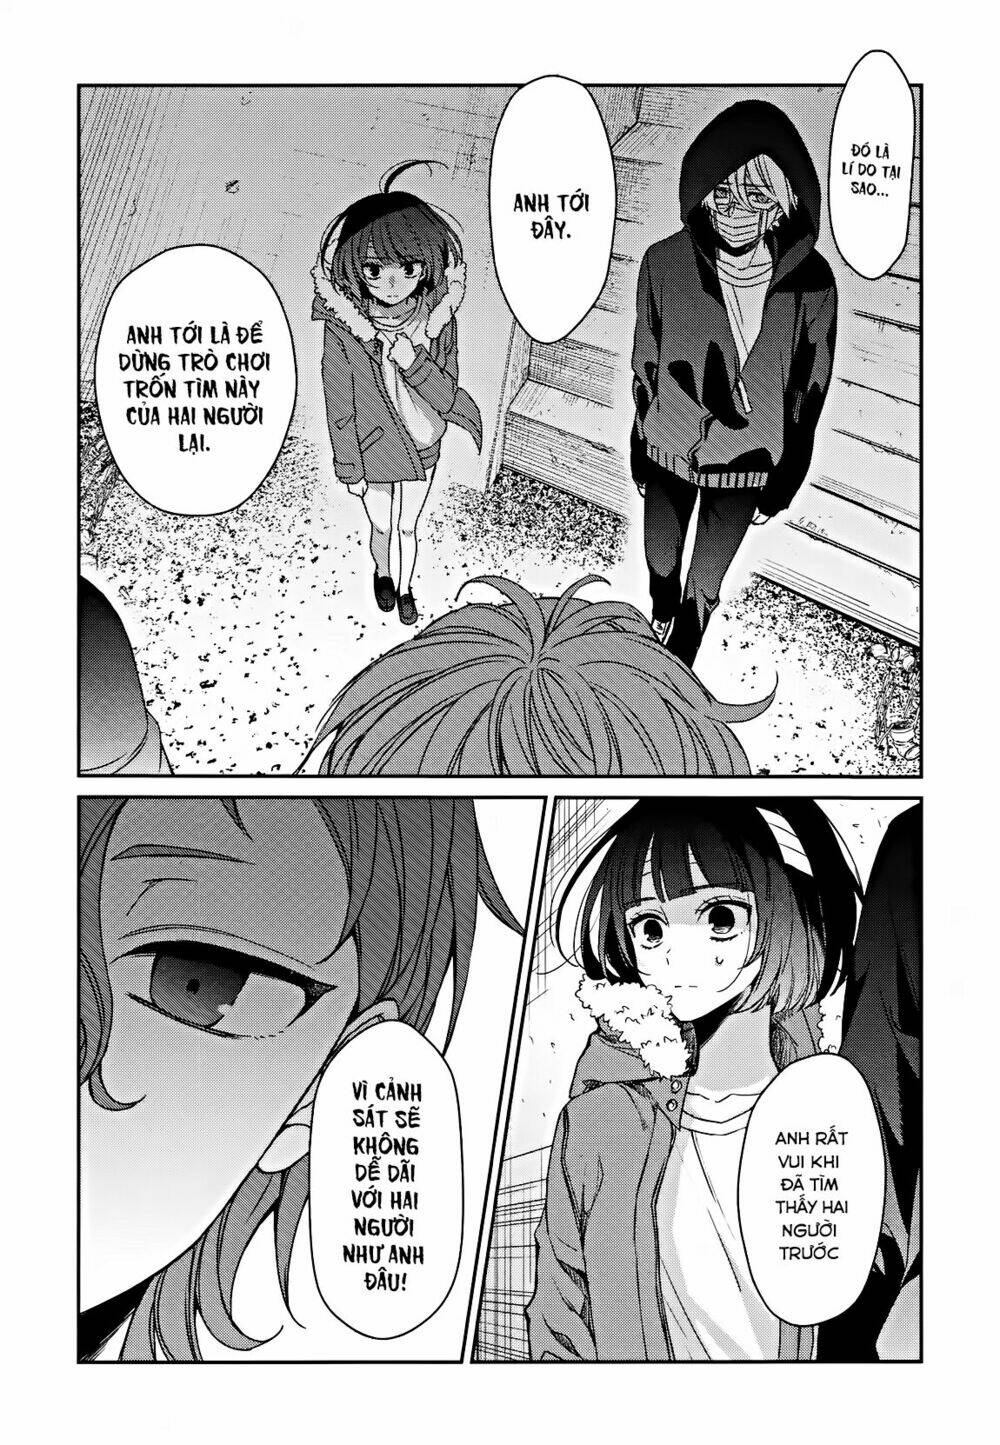 ĐÓ LÀ
LÍ DO TẠI
SAO...
ANH TỚI
ĐÂY.
ANH TỚI LÀ ĐỂ
DỪNG TRÒ CHƠI
TRỐN TÌM NÀY
CỦA HAI NGƯỜI
LẠI.
ANH RẤT
VUI KHI
ĐÃ TÌM
THẤY HAI
NGƯỜI
TRƯỚC
VÌ CẢNH
SÁT SẼ
KHÔNG
DỄ DÃI
VỚI HAI
NGƯỜI
NHƯ ANH
ĐÂU!